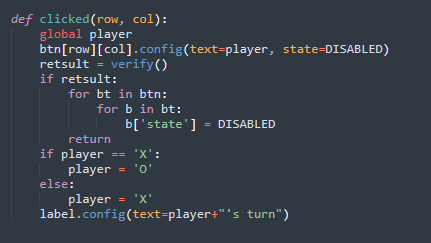 def clicked(row, col):
    global player
    btn[row][col].config(text=player, state=DISABLED)
    retsult = verify()
    if retsult:
        for bt in btn:
            for b in bt:
                b['state'] = DISABLED
        return
    if player == 'X':
        player = 'O'
    else:
        player = 'X'
    label.config(text=player+"'s turn")